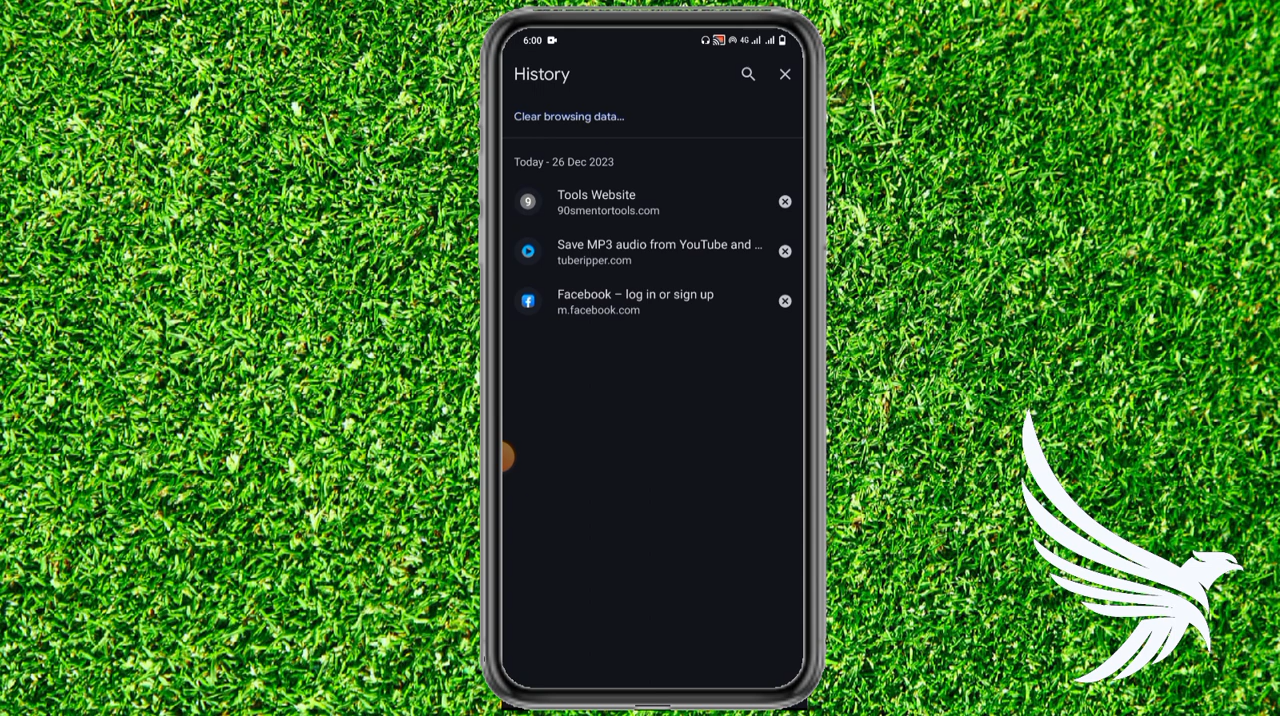 6:00
4G
History
Clear browsing data...
Today - 26 Dec 2023
9
Tools Website
90smentortools.com
Save MP3 audio from YouTube and ...
tuberipper.com
Facebook – log in or sign up
m.facebook.com